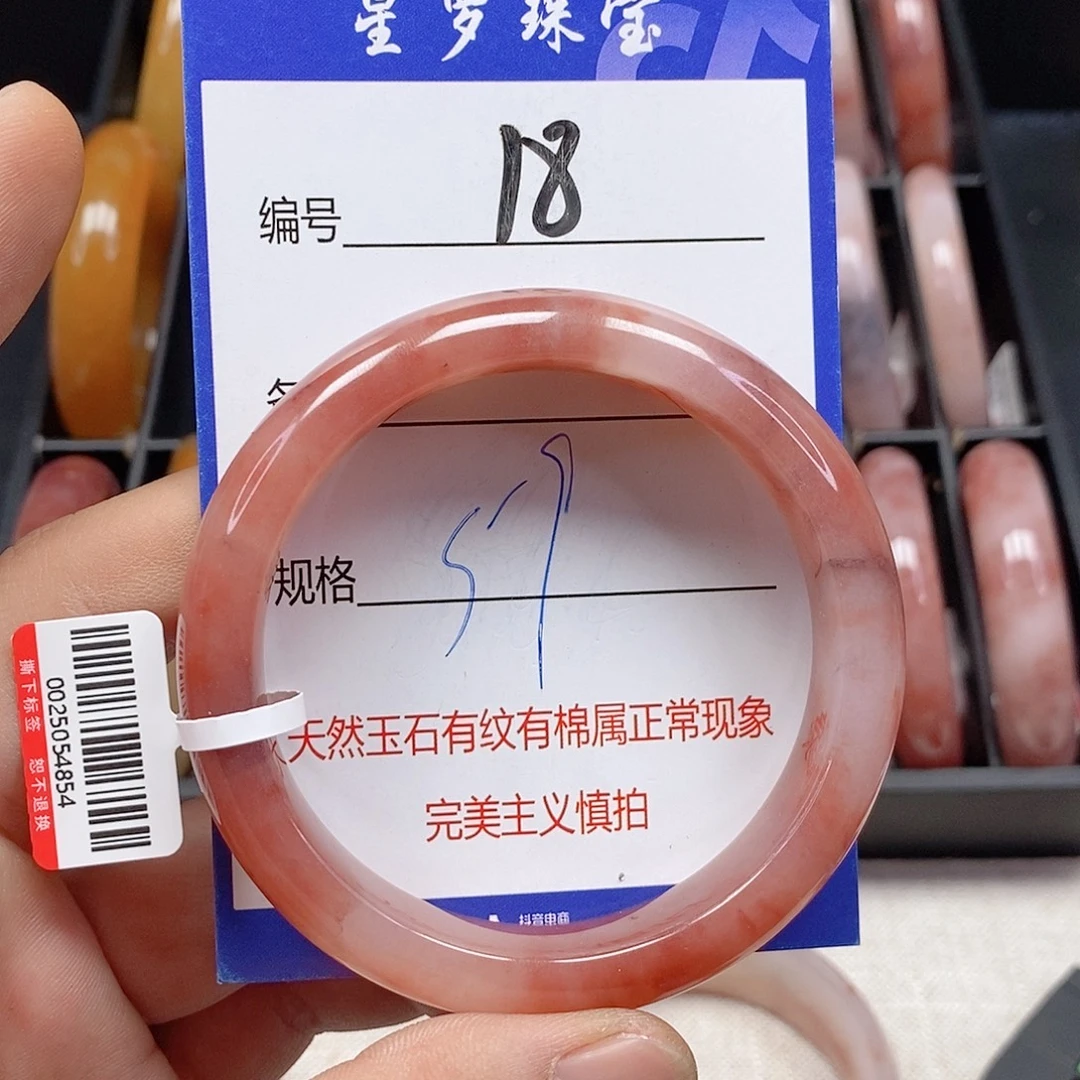 星罗珠宝
编号 18
规格 59
天然玉石有纹有棉属正常现象
完美主义慎拍
抖音电商
撕下标签 恕不退换
0025054854